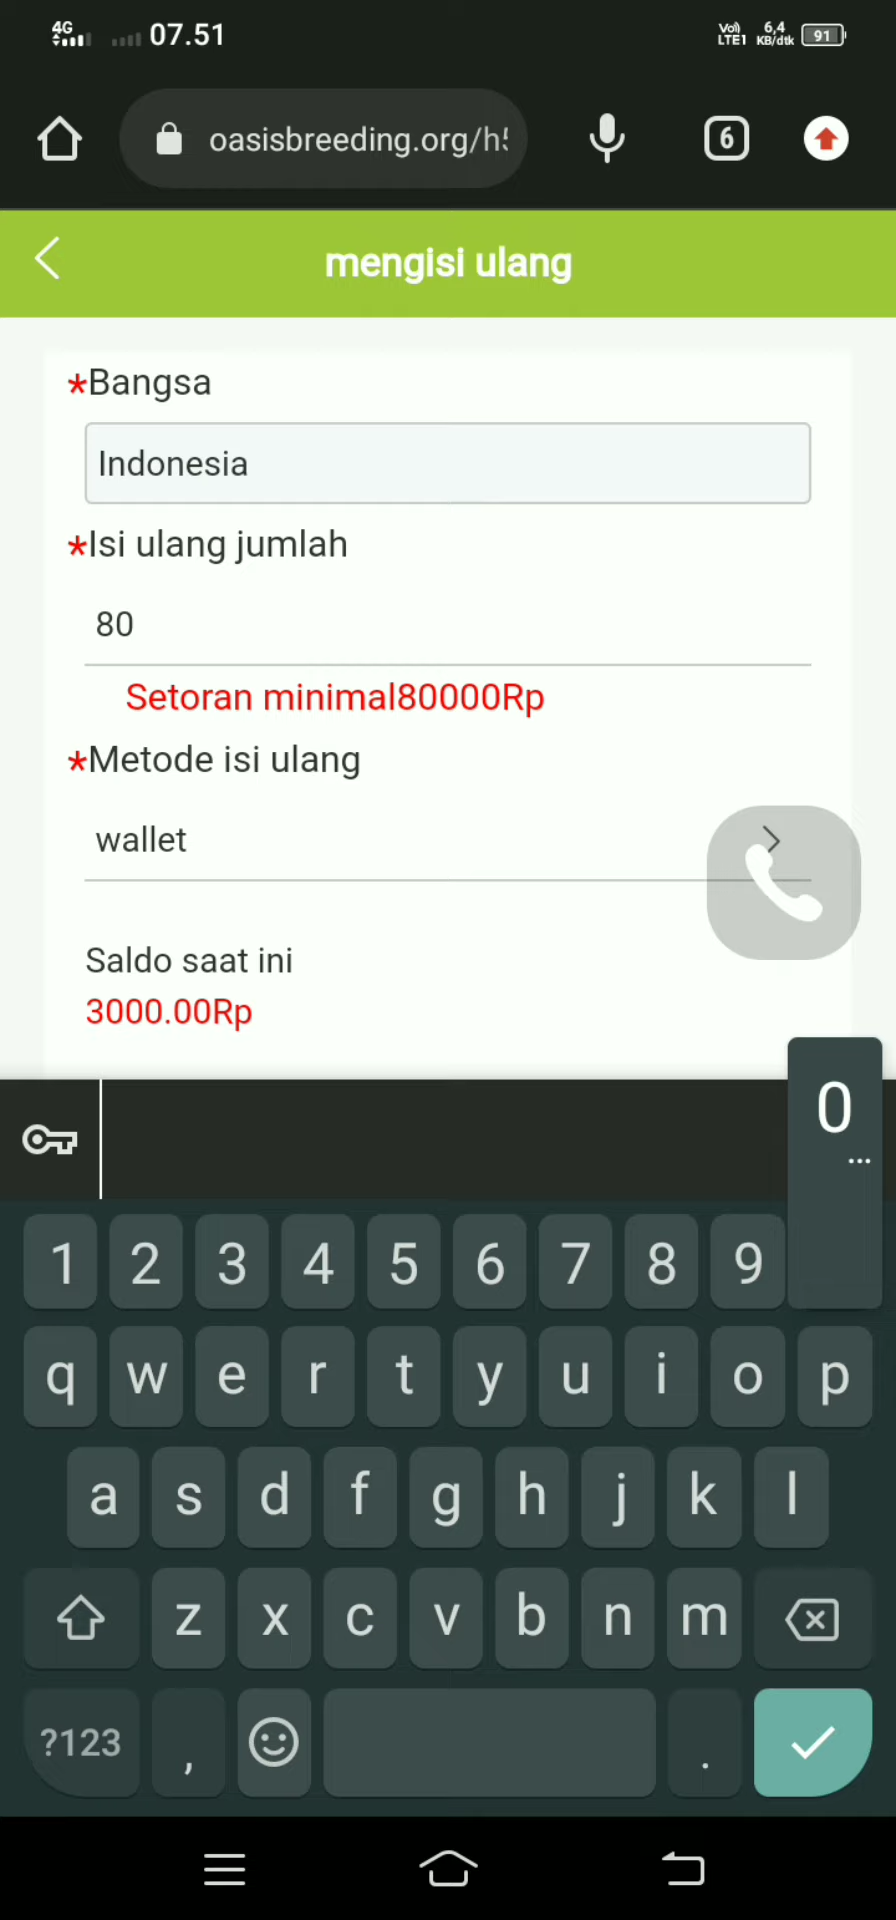 4G 07.51 Vo)) LTE1 6,4 KB/dtk 91
oasisbreeding.org/h5 6
mengisi ulang
*Bangsa
Indonesia
*Isi ulang jumlah
80
Setoran minimal80000Rp
*Metode isi ulang
wallet
Saldo saat ini
3000.00Rp
0
...
1 2 3 4 5 6 7 8 9
q w e r t y u i o p
a s d f g h j k l
z x c v b n m
?123 , .